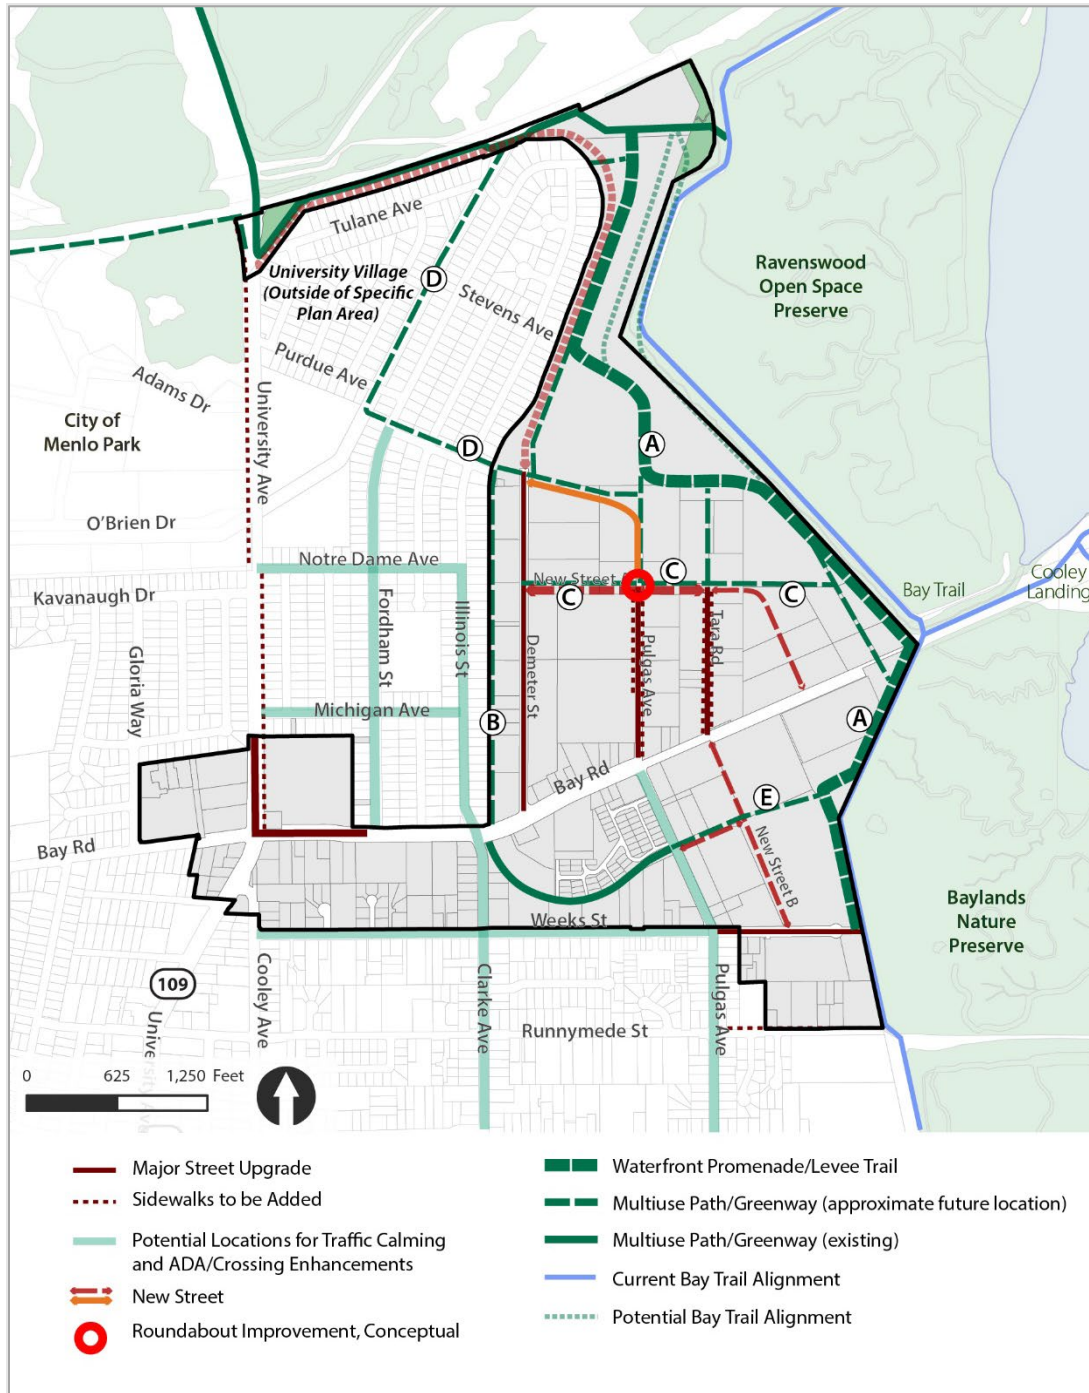 Tulane Ave
University Village
(Outside of Specific
Plan Area)
D
Stevens Ave
Purdue Ave
Ravenswood
Open Space
Preserve
Adams Dr
City of
Menlo Park
University Ave
D
A
O'Brien Dr
Notre Dame Ave
New Street
C
C
C
Bay Trail
Cooley
Landing
Kavanaugh Dr
Fordham St
Illinois St
Demeter St
Pulgas Ave
Tara Rd
Gloria Way
Michigan Ave
B
A
Bay Rd
E
Bay Rd
New Street B
Weeks St
Baylands
Nature
Preserve
109
University Ave
Cooley Ave
Clarke Ave
Pulgas Ave
Runnymede St
0 625 1,250 Feet
Major Street Upgrade
Sidewalks to be Added
Potential Locations for Traffic Calming
and ADA/Crossing Enhancements
New Street
Roundabout Improvement, Conceptual
Waterfront Promenade/Levee Trail
Multiuse Path/Greenway (approximate future location)
Multiuse Path/Greenway (existing)
Current Bay Trail Alignment
Potential Bay Trail Alignment